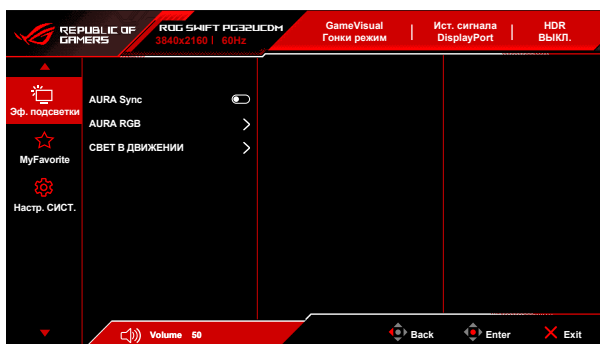 REPUBLIC OF
GAMERS
ROG SWIFT PG32UCDM
3840x2160 | 60Hz
GameVisual
Гонки режим
Ист. сигнала
DisplayPort
HDR
ВЫКЛ.
Эф. подсветки
MyFavorite
Настр. СИСТ.
AURA Sync
AURA RGB
СВЕТ В ДВИЖЕНИИ
Volume 50
Back
Enter
Exit